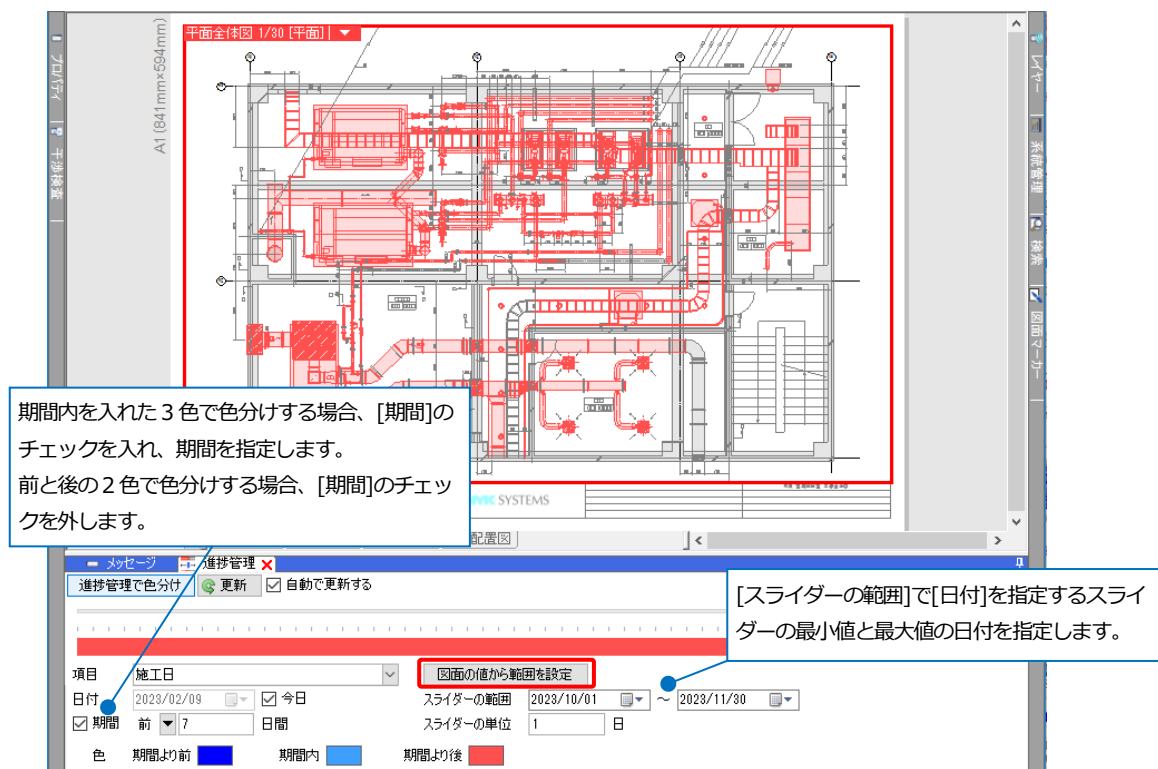 平面全体図 1/30 [平面]
A1 (841mm×594mm)
プロパティ
干渉検査
レイヤー
系統管理
検索
図面マーカー
期間内を入れた3色で色分けする場合、[期間]の
チェックを入れ、期間を指定します。
前と後の2色で色分けする場合、[期間]のチェッ
クを外します。
SYSTEMS
配置図
メッセージ
進捗管理
進捗管理で色分け
更新
自動で更新する
[スライダーの範囲]で[日付]を指定するスライ
ダーの最小値と最大値の日付を指定します。
項目 施工日 図面の値から範囲を設定
日付 2023/02/09 今日 スライダーの範囲 2023/10/01 ～ 2023/11/30
期間 前 7 日間 スライダーの単位 1 日
色 期間より前 期間内 期間より後